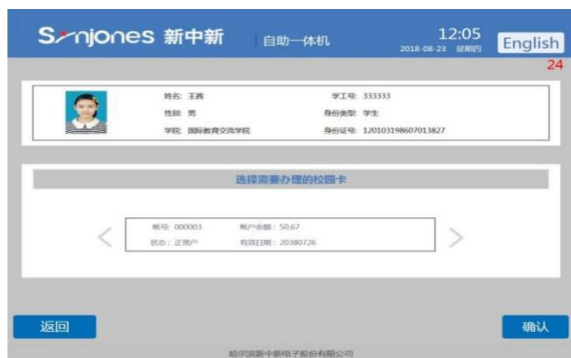 Synjones 新中新 自助一体机 12:05
2018-08-23 星期四 English
24
姓名: 王茜 学工号: 333333
性别: 男 身份类型: 学生
学院: 国际教育交流学院 身份证号: 120103198607013827
选择需要办理的校园卡
帐号: 000003 帐户余额: 50.67
状态: 正常户 有效日期: 20380726
返回 确认
哈尔滨新中新电子股份有限公司